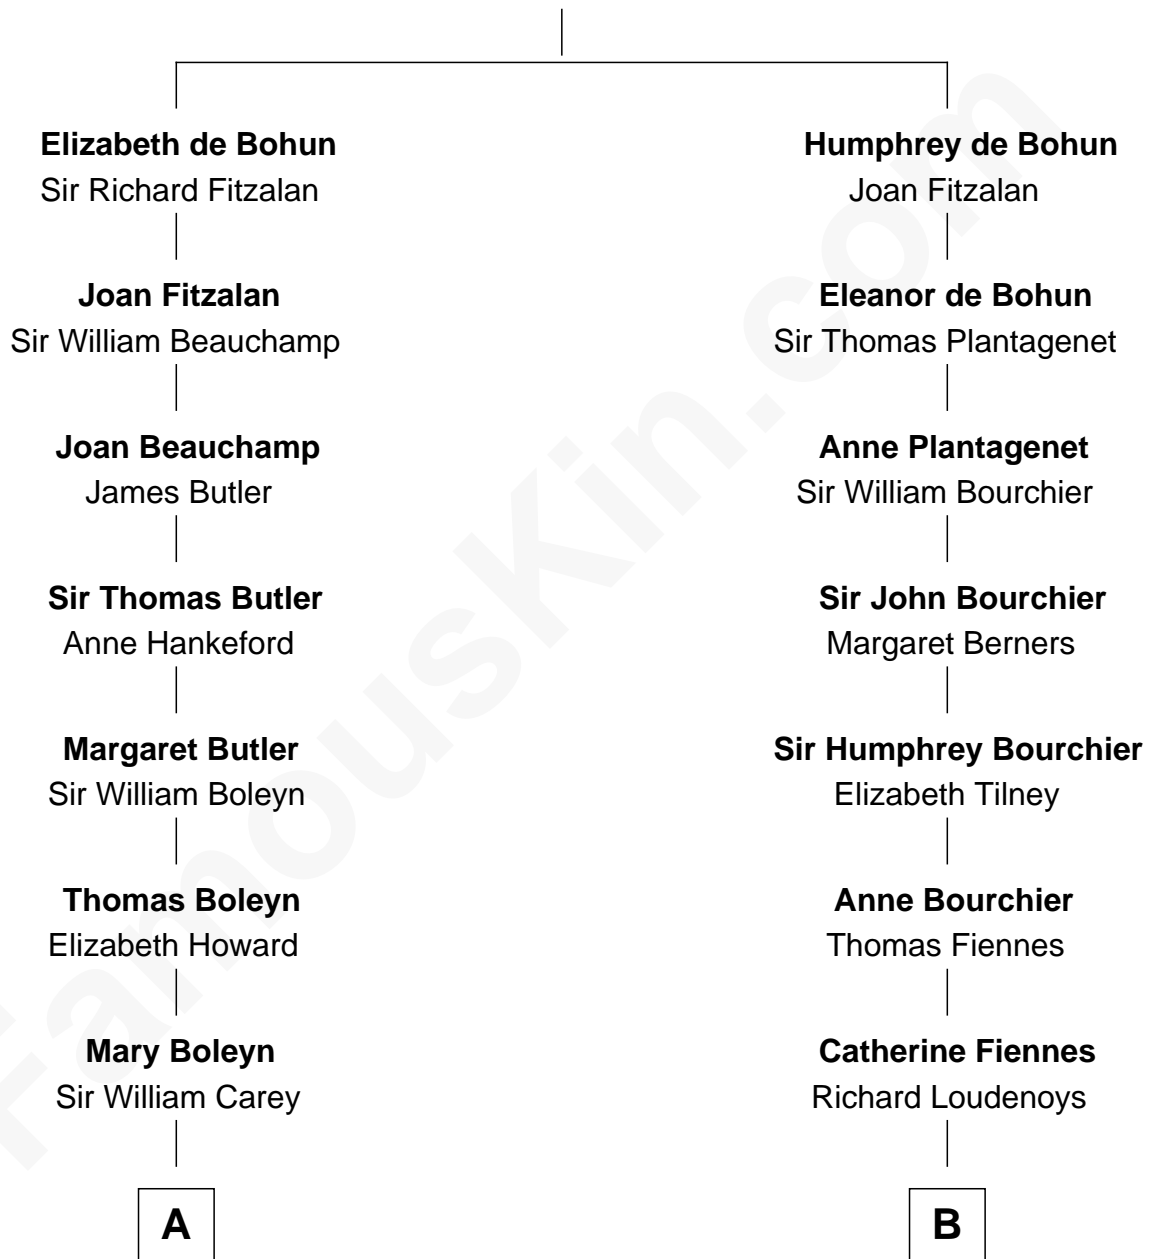 Elizabeth de Bohun
Sir Richard Fitzalan
Joan Fitzalan
Sir William Beauchamp
Joan Beauchamp
James Butler
Sir Thomas Butler
Anne Hankeford
Margaret Butler
Sir William Boleyn
Thomas Boleyn
Elizabeth Howard
Mary Boleyn
Sir William Carey
A
Humphrey de Bohun
Joan Fitzalan
Eleanor de Bohun
Sir Thomas Plantagenet
Anne Plantagenet
Sir William Bourchier
Sir John Bourchier
Margaret Berners
Sir Humphrey Bourchier
Elizabeth Tilney
Anne Bourchier
Thomas Fiennes
Catherine Fiennes
Richard Loudenoys
B
FamousKin.com